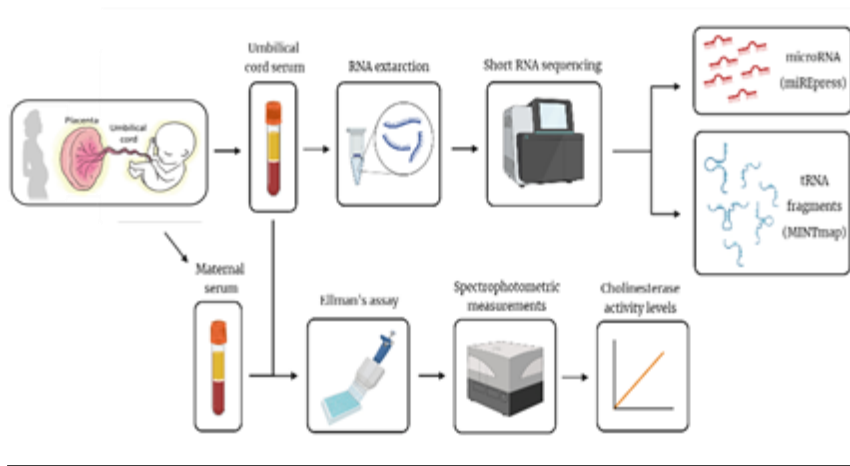 Umbilical
cord serum
RNA extarction
Short RNA sequencing
microRNA
(miREpress)
Placenta
Umbilical
cord
tRNA
fragments
(MINTmap)
Maternal
serum
Ellman's assay
Spectrophotometric
measurements
Cholinesterase
activity levels